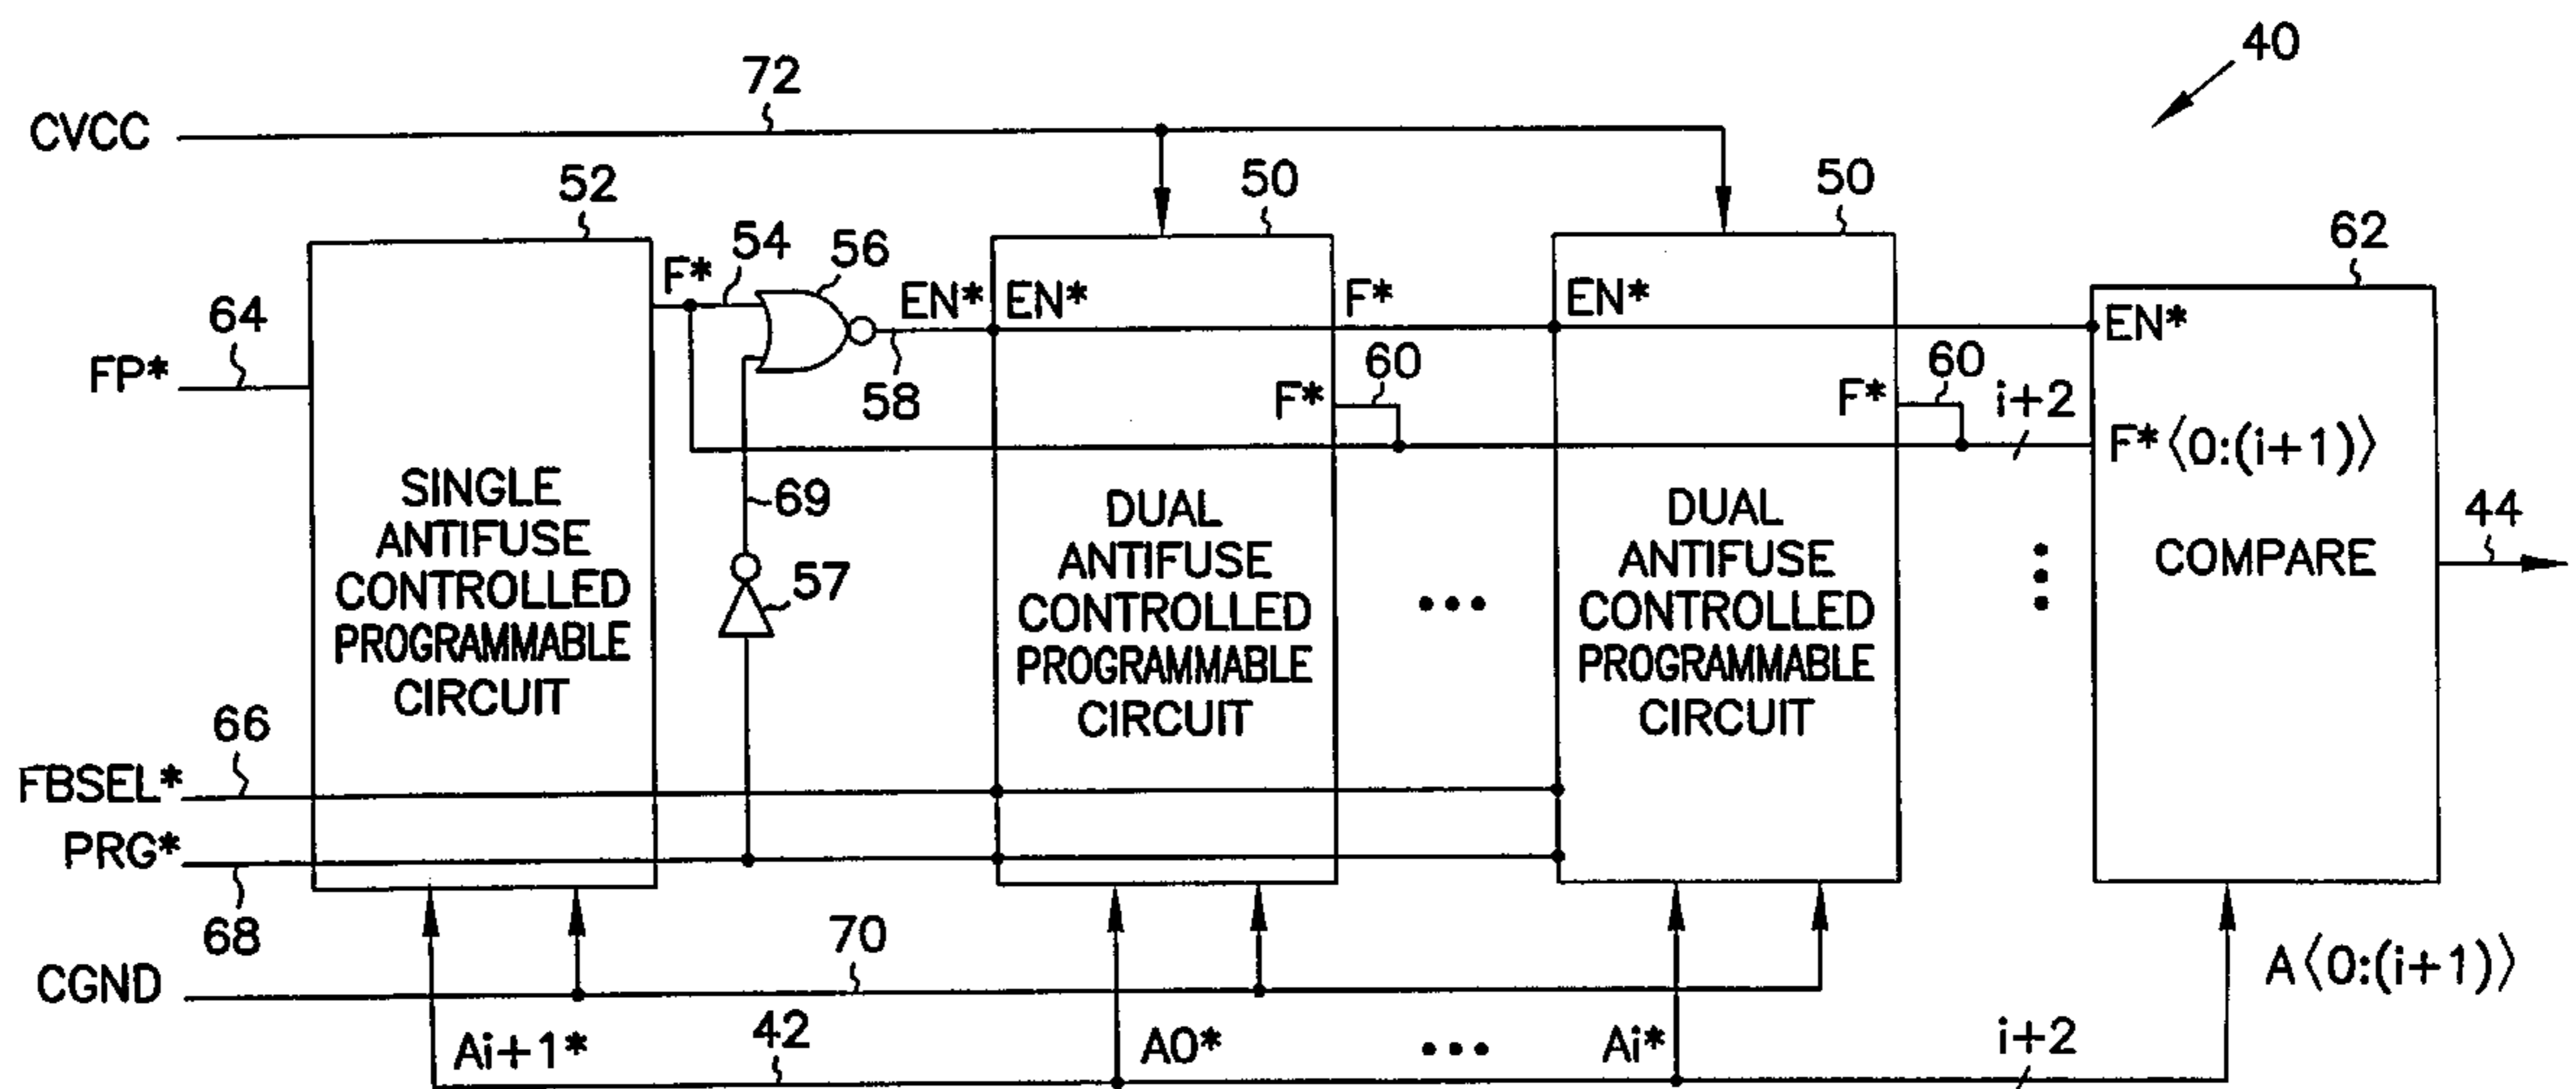 40
72
CVCC
52
50
50
62
F*
54
56
EN*
EN*
F*
EN*
EN*
64
FP*
58
F*
60
F*
60
i+2
F*⟨0:(i+1)⟩
SINGLE
ANTIFUSE
CONTROLLED
PROGRAMMABLE
CIRCUIT
69
57
DUAL
ANTIFUSE
CONTROLLED
PROGRAMMABLE
CIRCUIT
•••
DUAL
ANTIFUSE
CONTROLLED
PROGRAMMABLE
CIRCUIT
COMPARE
44
66
FBSEL*
PRG*
68
CGND
70
A⟨0:(i+1)⟩
Ai+1*
42
A0*
•••
Ai*
i+2